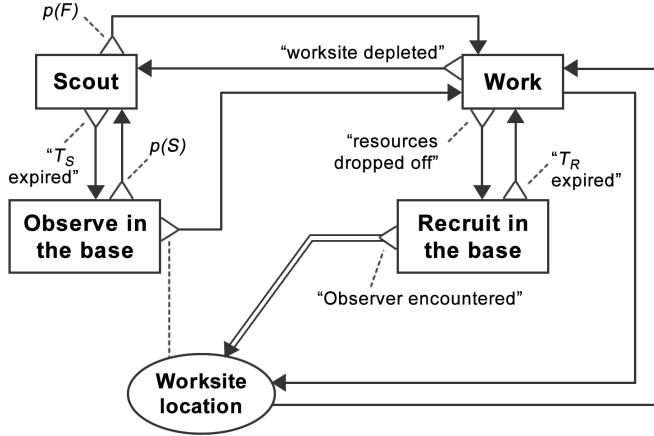 p(F)
“worksite depleted”
Scout
Work
“T_S
expired”
p(S)
“resources
dropped off”
“T_R
expired”
Observe in
the base
Recruit in
the base
“Observer encountered”
Worksite
location